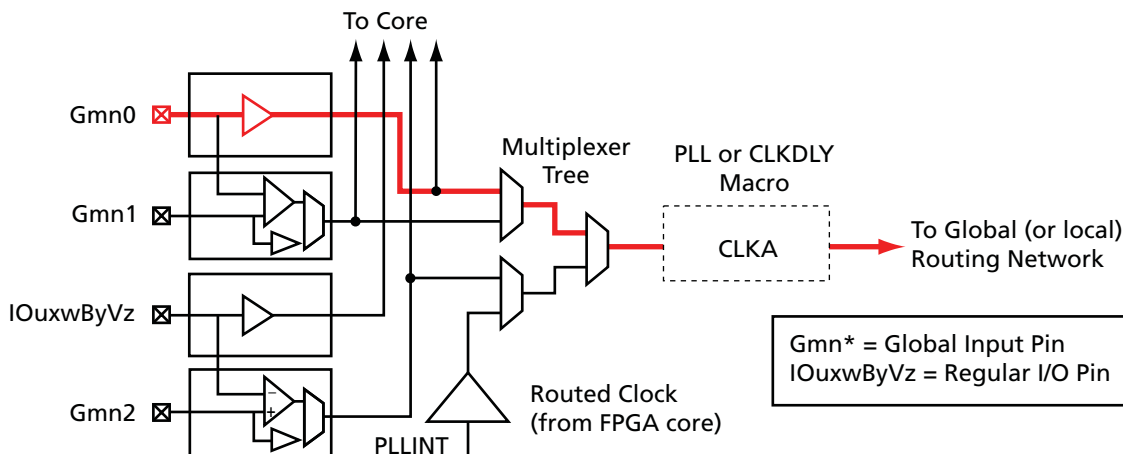 To Core
Gmn0
Multiplexer
Tree
PLL or CLKDLY
Macro
Gmn1
CLKA
To Global (or local)
Routing Network
IOuxwByVz
Gmn* = Global Input Pin
IOuxwByVz = Regular I/O Pin
−
+
Gmn2
Routed Clock
(from FPGA core)
PLLINT